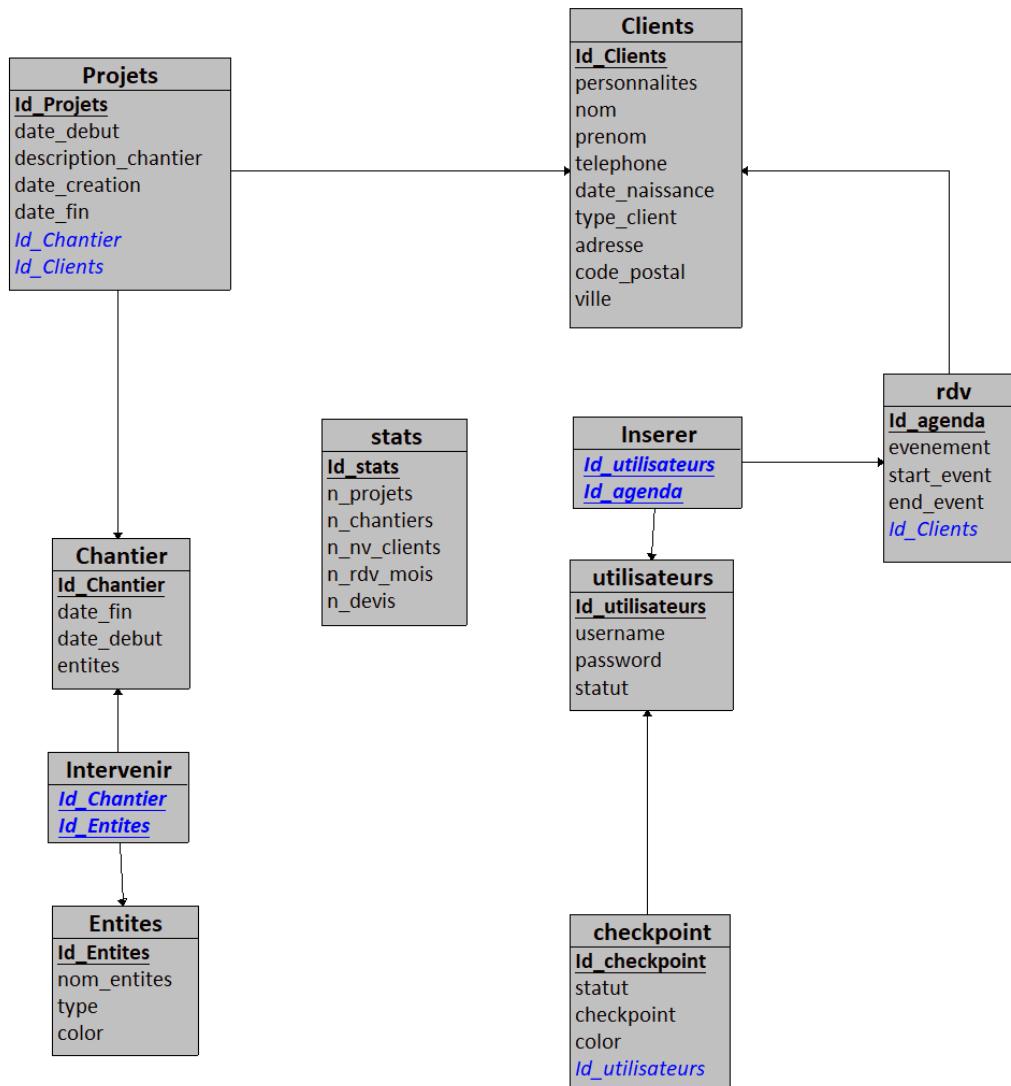 Projets
Id_Projets
date_debut
description_chantier
date_creation
date_fin
Id_Chantier
Id_Clients
Clients
Id_Clients
personnalites
nom
prenom
telephone
date_naissance
type_client
adresse
code_postal
ville
rdv
Id_agenda
evenement
start_event
end_event
Id_Clients
stats
Id_stats
n_projets
n_chantiers
n_nv_clients
n_rdv_mois
n_devis
Inserer
Id_utilisateurs
Id_agenda
Chantier
Id_Chantier
date_fin
date_debut
entites
utilisateurs
Id_utilisateurs
username
password
statut
Intervenir
Id_Chantier
Id_Entites
Entites
Id_Entites
nom_entites
type
color
checkpoint
Id_checkpoint
statut
checkpoint
color
Id_utilisateurs